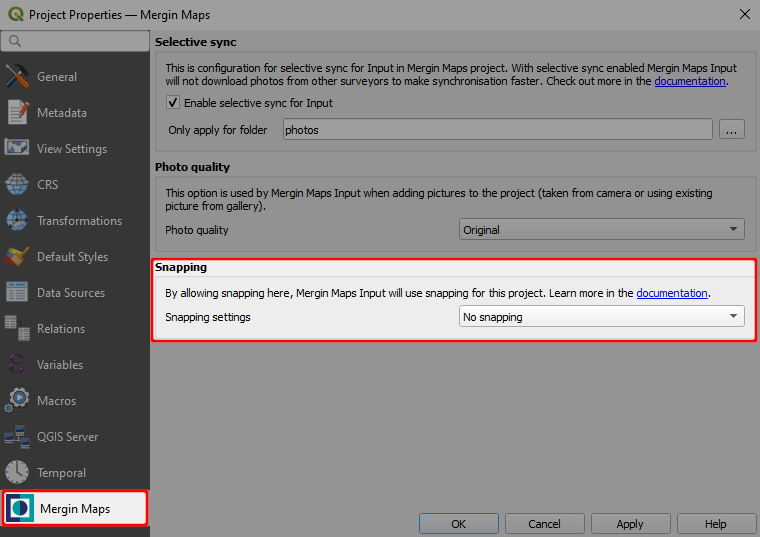 Project Properties — Mergin Maps
General
Metadata
View Settings
CRS
Transformations
Default Styles
Data Sources
Relations
Variables
Macros
QGIS Server
Temporal
Mergin Maps
Selective sync
This is configuration for selective sync for Input in Mergin Maps project. With selective sync enabled Mergin Maps Input
will not download photos from other surveyors to make synchronisation faster. Check out more in the documentation.
Enable selective sync for Input
Only apply for folder photos ...
Photo quality
This option is used by Mergin Maps Input when adding pictures to the project (taken from camera or using existing
picture from gallery).
Photo quality Original
Snapping
By allowing snapping here, Mergin Maps Input will use snapping for this project. Learn more in the documentation.
Snapping settings No snapping
OK Cancel Apply Help